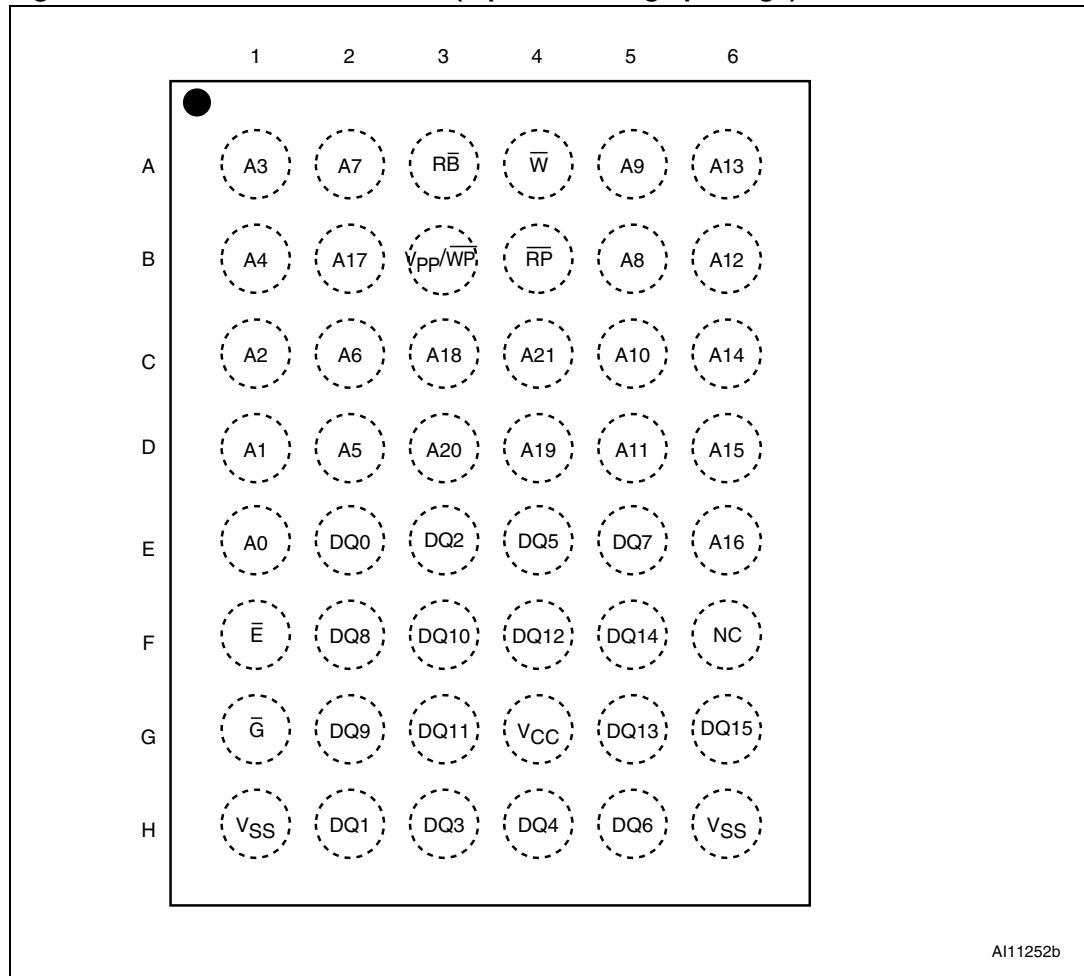 1 2 3 4 5 6
A A3 A7 RB̅ W̅ A9 A13
B A4 A17 VPP/W̅P̅ R̅P̅ A8 A12
C A2 A6 A18 A21 A10 A14
D A1 A5 A20 A19 A11 A15
E A0 DQ0 DQ2 DQ5 DQ7 A16
F E̅ DQ8 DQ10 DQ12 DQ14 NC
G G̅ DQ9 DQ11 VCC DQ13 DQ15
H VSS DQ1 DQ3 DQ4 DQ6 VSS
AI11252b